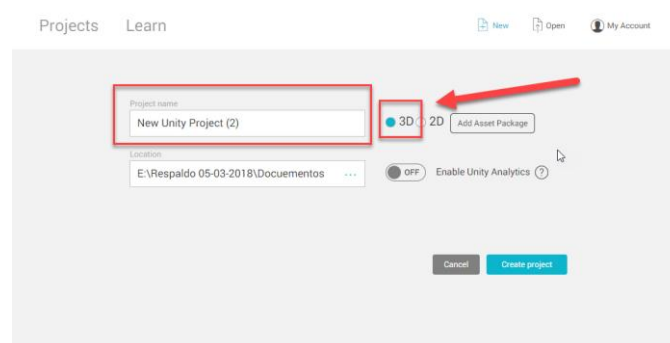 Projects Learn New Open My Account
Project name
New Unity Project (2) 3D 2D Add Asset Package
Location
E:\Respaldo 05-03-2018\Docuementos ... OFF Enable Unity Analytics ?
Cancel Create project